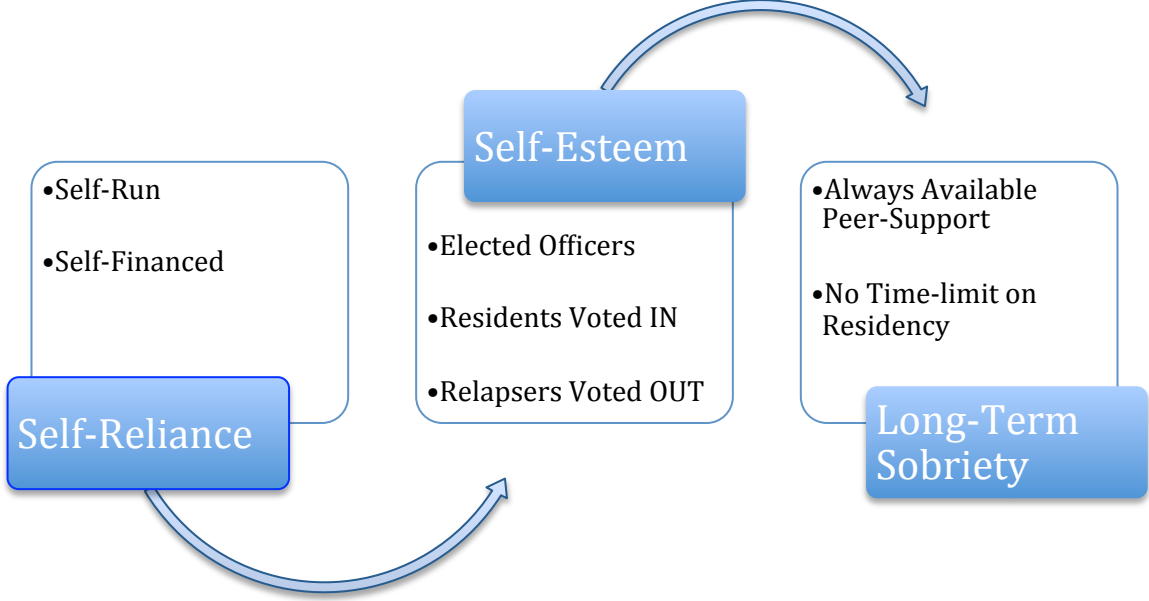 •Self-Run
•Self-Financed
Self-Reliance
Self-Esteem
•Elected Officers
•Residents Voted IN
•Relapsers Voted OUT
•Always Available
Peer-Support
•No Time-limit on
Residency
Long-Term
Sobriety